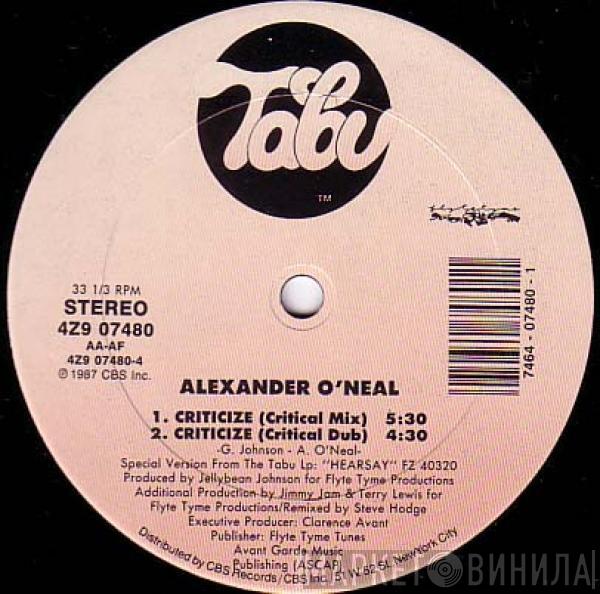 Tabu
TM
flyte tyme
33 1/3 RPM
STEREO
4Z9 07480
AA-AF
4Z9 07480-4
℗ 1987 CBS Inc.
7464 - 07480 - 1
ALEXANDER O'NEAL
1. CRITICIZE (Critical Mix) 5:30
2. CRITICIZE (Critical Dub) 4:30
-G. Johnson - A. O'Neal-
Special Version From The Tabu Lp: "HEARSAY" FZ 40320
Produced by Jellybean Johnson for Flyte Tyme Productions
Additional Production by Jimmy Jam & Terry Lewis for
Flyte Tyme Productions/Remixed by Steve Hodge
Executive Producer: Clarence Avant
Publisher: Flyte Tyme Tunes
Avant Garde Music
Publishing (ASCAP)
Distributed by CBS Records/CBS Inc./51 W. 52 St. New York City
МАРКЕТ ВИНИЛА